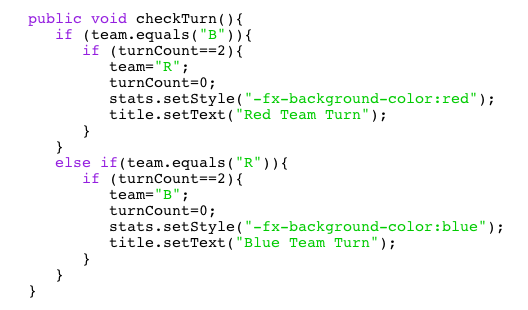 public void checkTurn(){
if (team.equals("B")){
if (turnCount==2){
team="R";
turnCount=0;
stats.setStyle("-fx-background-color:red");
title.setText("Red Team Turn");
}
}
else if(team.equals("R")){
if (turnCount==2){
team="B";
turnCount=0;
stats.setStyle("-fx-background-color:blue");
title.setText("Blue Team Turn");
}
}
}